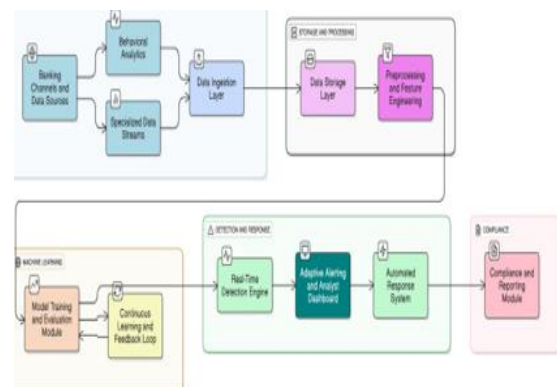 Behavioral
Analytics
Banking
Channels and
Data Sources
Specialized Data
Streams
Data Ingestion
Layer
STORAGE AND PROCESSING
Data Storage
Layer
Preprocessing
and Feature
Engineering
MACHINE LEARNING
Model Training
and Evaluation
Module
Continuous
Learning and
Feedback Loop
DETECTION AND RESPONSE
Real-Time
Detection Engine
Adaptive Alerting
and Analyst
Dashboard
Automated
Response
System
COMPLIANCE
Compliance and
Reporting
Module